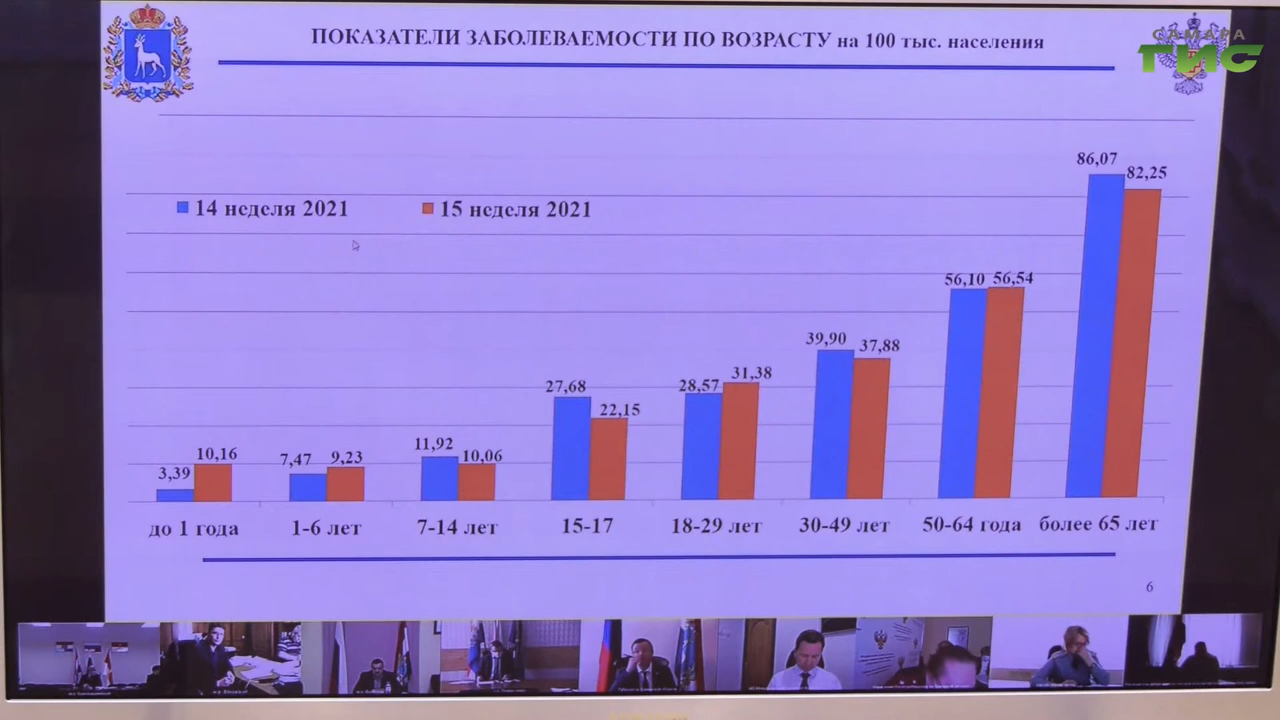 ПОКАЗАТЕЛИ ЗАБОЛЕВАЕМОСТИ ПО ВОЗРАСТУ на 100 тыс. населения
САМАРА
ГИС
14 неделя 2021
15 неделя 2021
3,39
10,16
7,47
9,23
11,92
10,06
27,68
22,15
28,57
31,38
39,90
37,88
56,10
56,54
86,07
82,25
до 1 года
1-6 лет
7-14 лет
15-17
18-29 лет
30-49 лет
50-64 года
более 65 лет
6